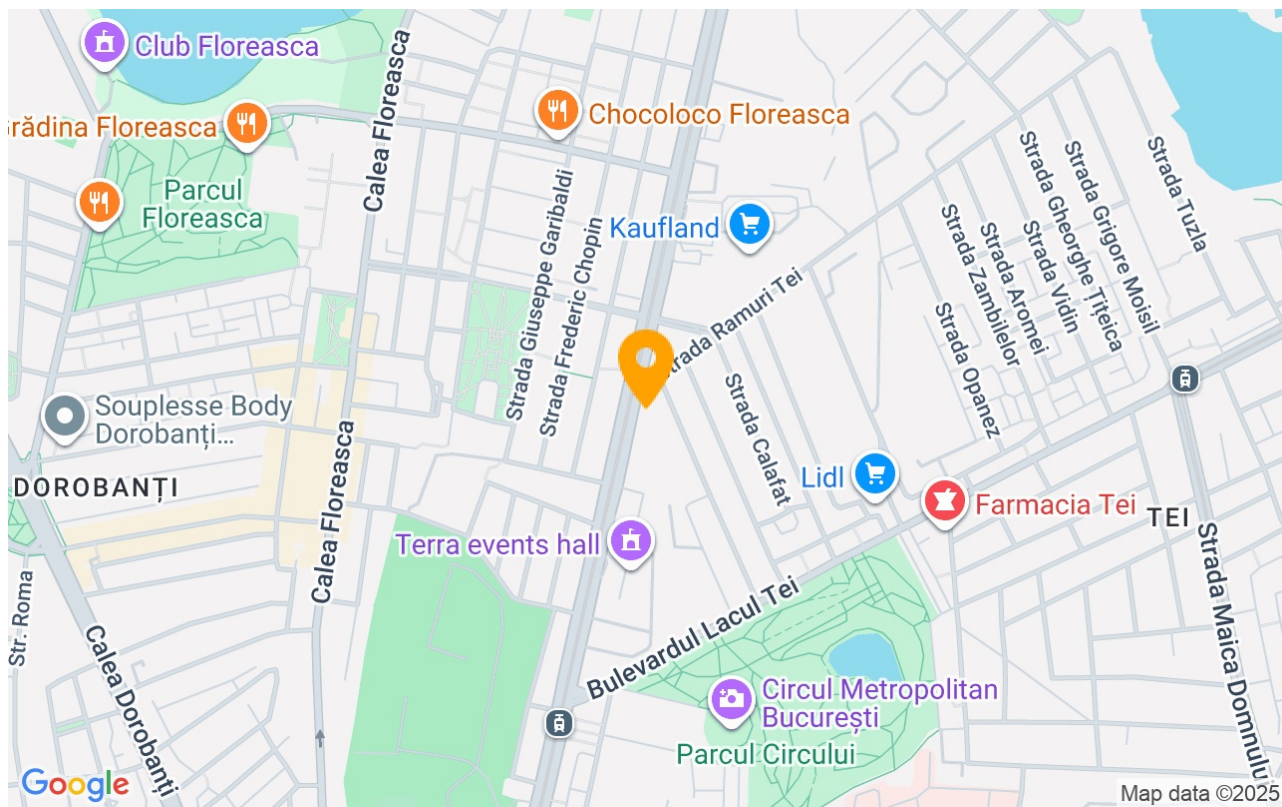 Club Floreasca
Grădina Floreasca
Chocoloco Floreasca
Calea Floreasca
Parcul
Floreasca
Strada Giuseppe Garibaldi
Strada Frederic Chopin
Kaufland
Strada Ramuri Tei
Strada Tuzla
Strada Grigore Moisil
Strada Gheorghe Țițeica
Strada Vidin
Strada Aromei
Strada Zambilelor
Strada Opanez
Strada Calafat
Souplesse Body
Dorobanți...
DOROBANȚI
Calea Floreasca
Lidl
Farmacia Tei
TEI
Terra events hall
Strada Maica Domnului
Bulevardul Lacul Tei
Str. Roma
Calea Dorobanți
Circul Metropolitan
București
Parcul Circului
Google
Map data ©2025